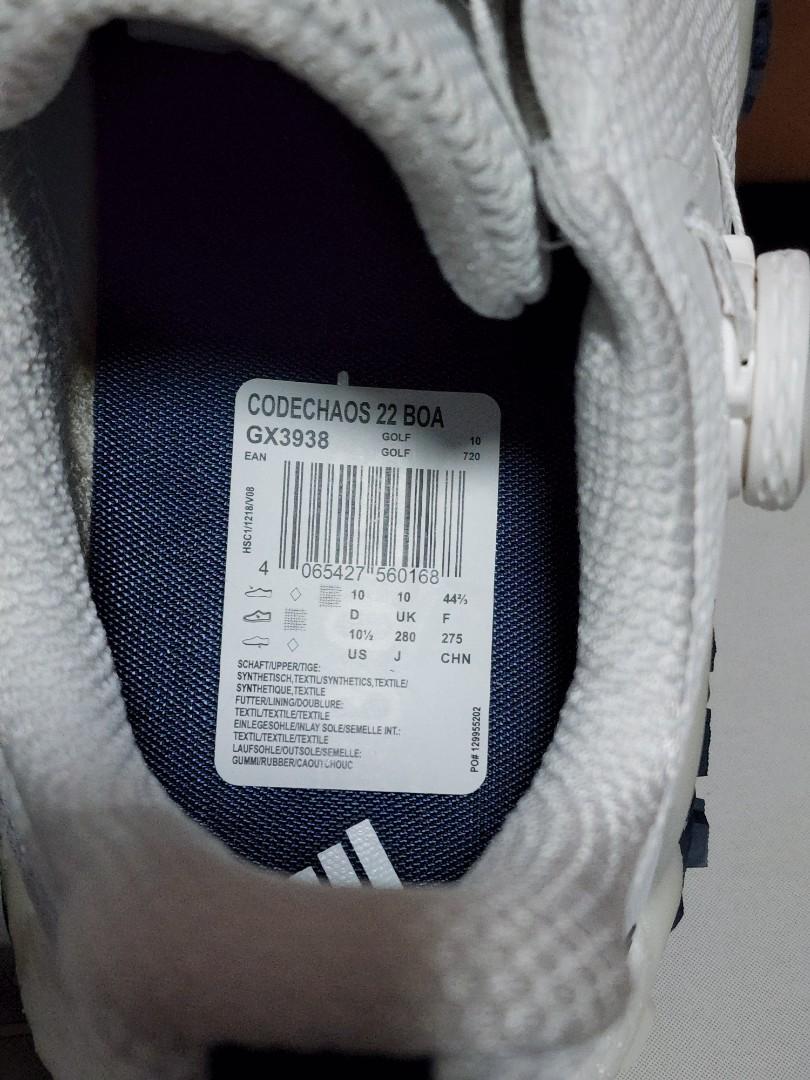 CODECHAOS 22 BOA
GX3938 GOLF 10
EAN GOLF 720
HSC1/1218/V08
4 065427 560168
10 10 44⅔
D UK F
10½ 280 275
US J CHN
SCHAFT/UPPER/TIGE:
SYNTHETISCH,TEXTIL/SYNTHETICS,TEXTILE/
SYNTHETIQUE,TEXTILE
FUTTER/LINING/DOUBLURE:
TEXTIL/TEXTILE/TEXTILE
EINLEGESOHLE/INLAY SOLE/SEMELLE INT.:
TEXTIL/TEXTILE/TEXTILE
LAUFSOHLE/OUTSOLE/SEMELLE:
GUMMI/RUBBER/CAOUTCHOUC
PO# 129955202